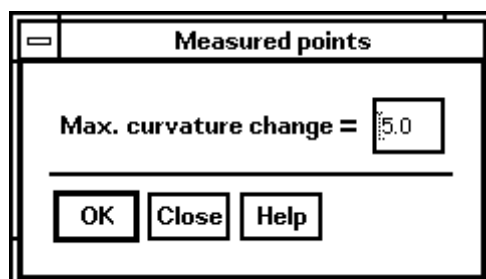 Measured points
Max. curvature change = 5.0
OK Close Help